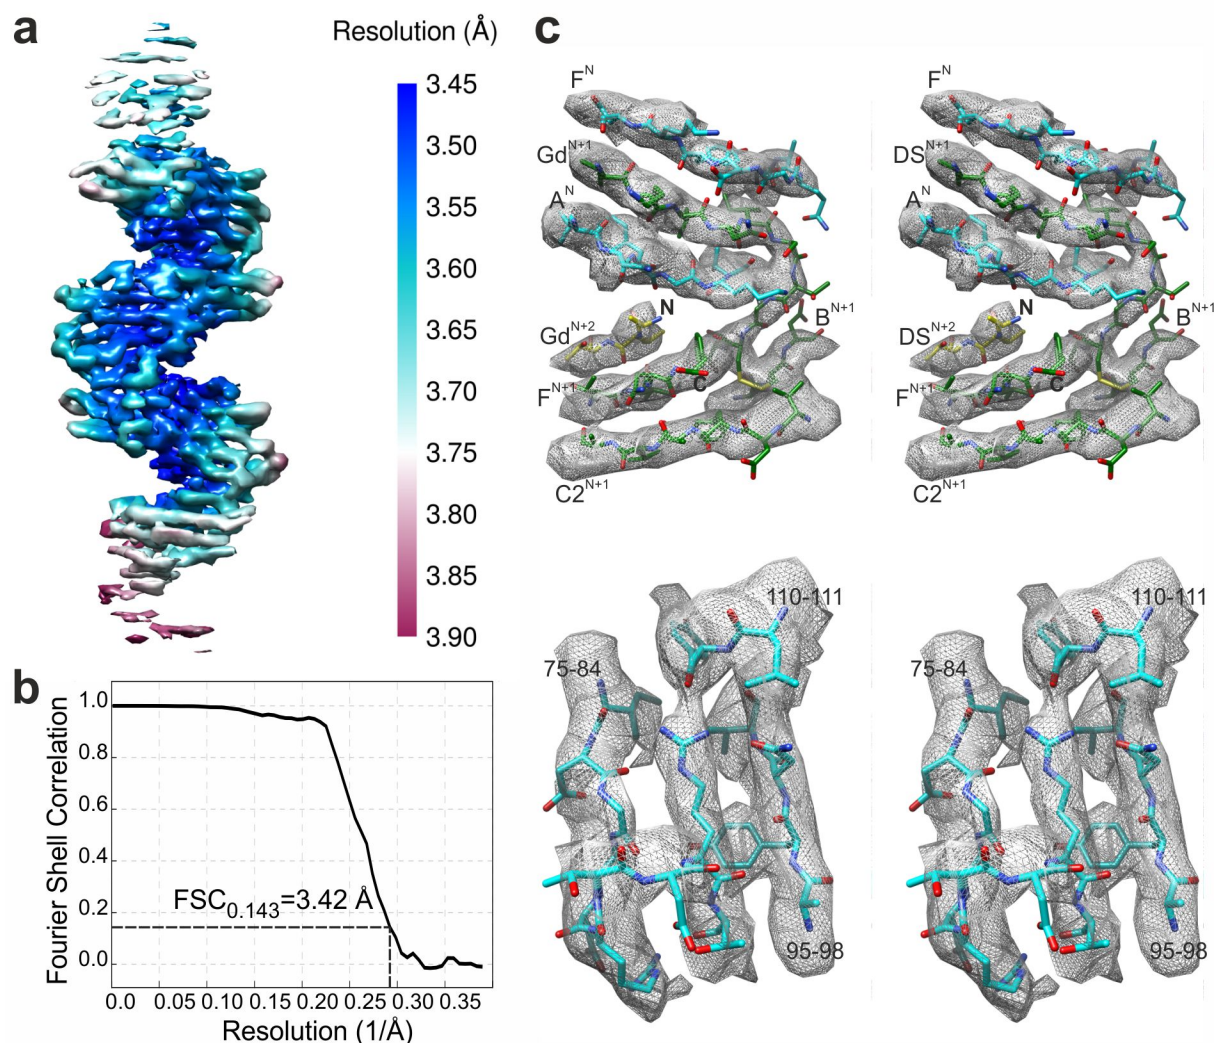 a
Resolution (Å)
3.45
3.50
3.55
3.60
3.65
3.70
3.75
3.80
3.85
3.90
b
Fourier Shell Correlation
1.0
0.8
0.6
0.4
0.2
0.0
FSC0.143=3.42 Å
0.0 0.05 0.10 0.15 0.20 0.25 0.30 0.35
Resolution (1/Å)
c
F^N
Gd^N+1
A^N
N
Gd^N+2
B^N+1
F^N+1
C
C2^N+1
F^N
DS^N+1
A^N
N
DS^N+2
B^N+1
F^N+1
C
C2^N+1
110-111
75-84
95-98
110-111
75-84
95-98